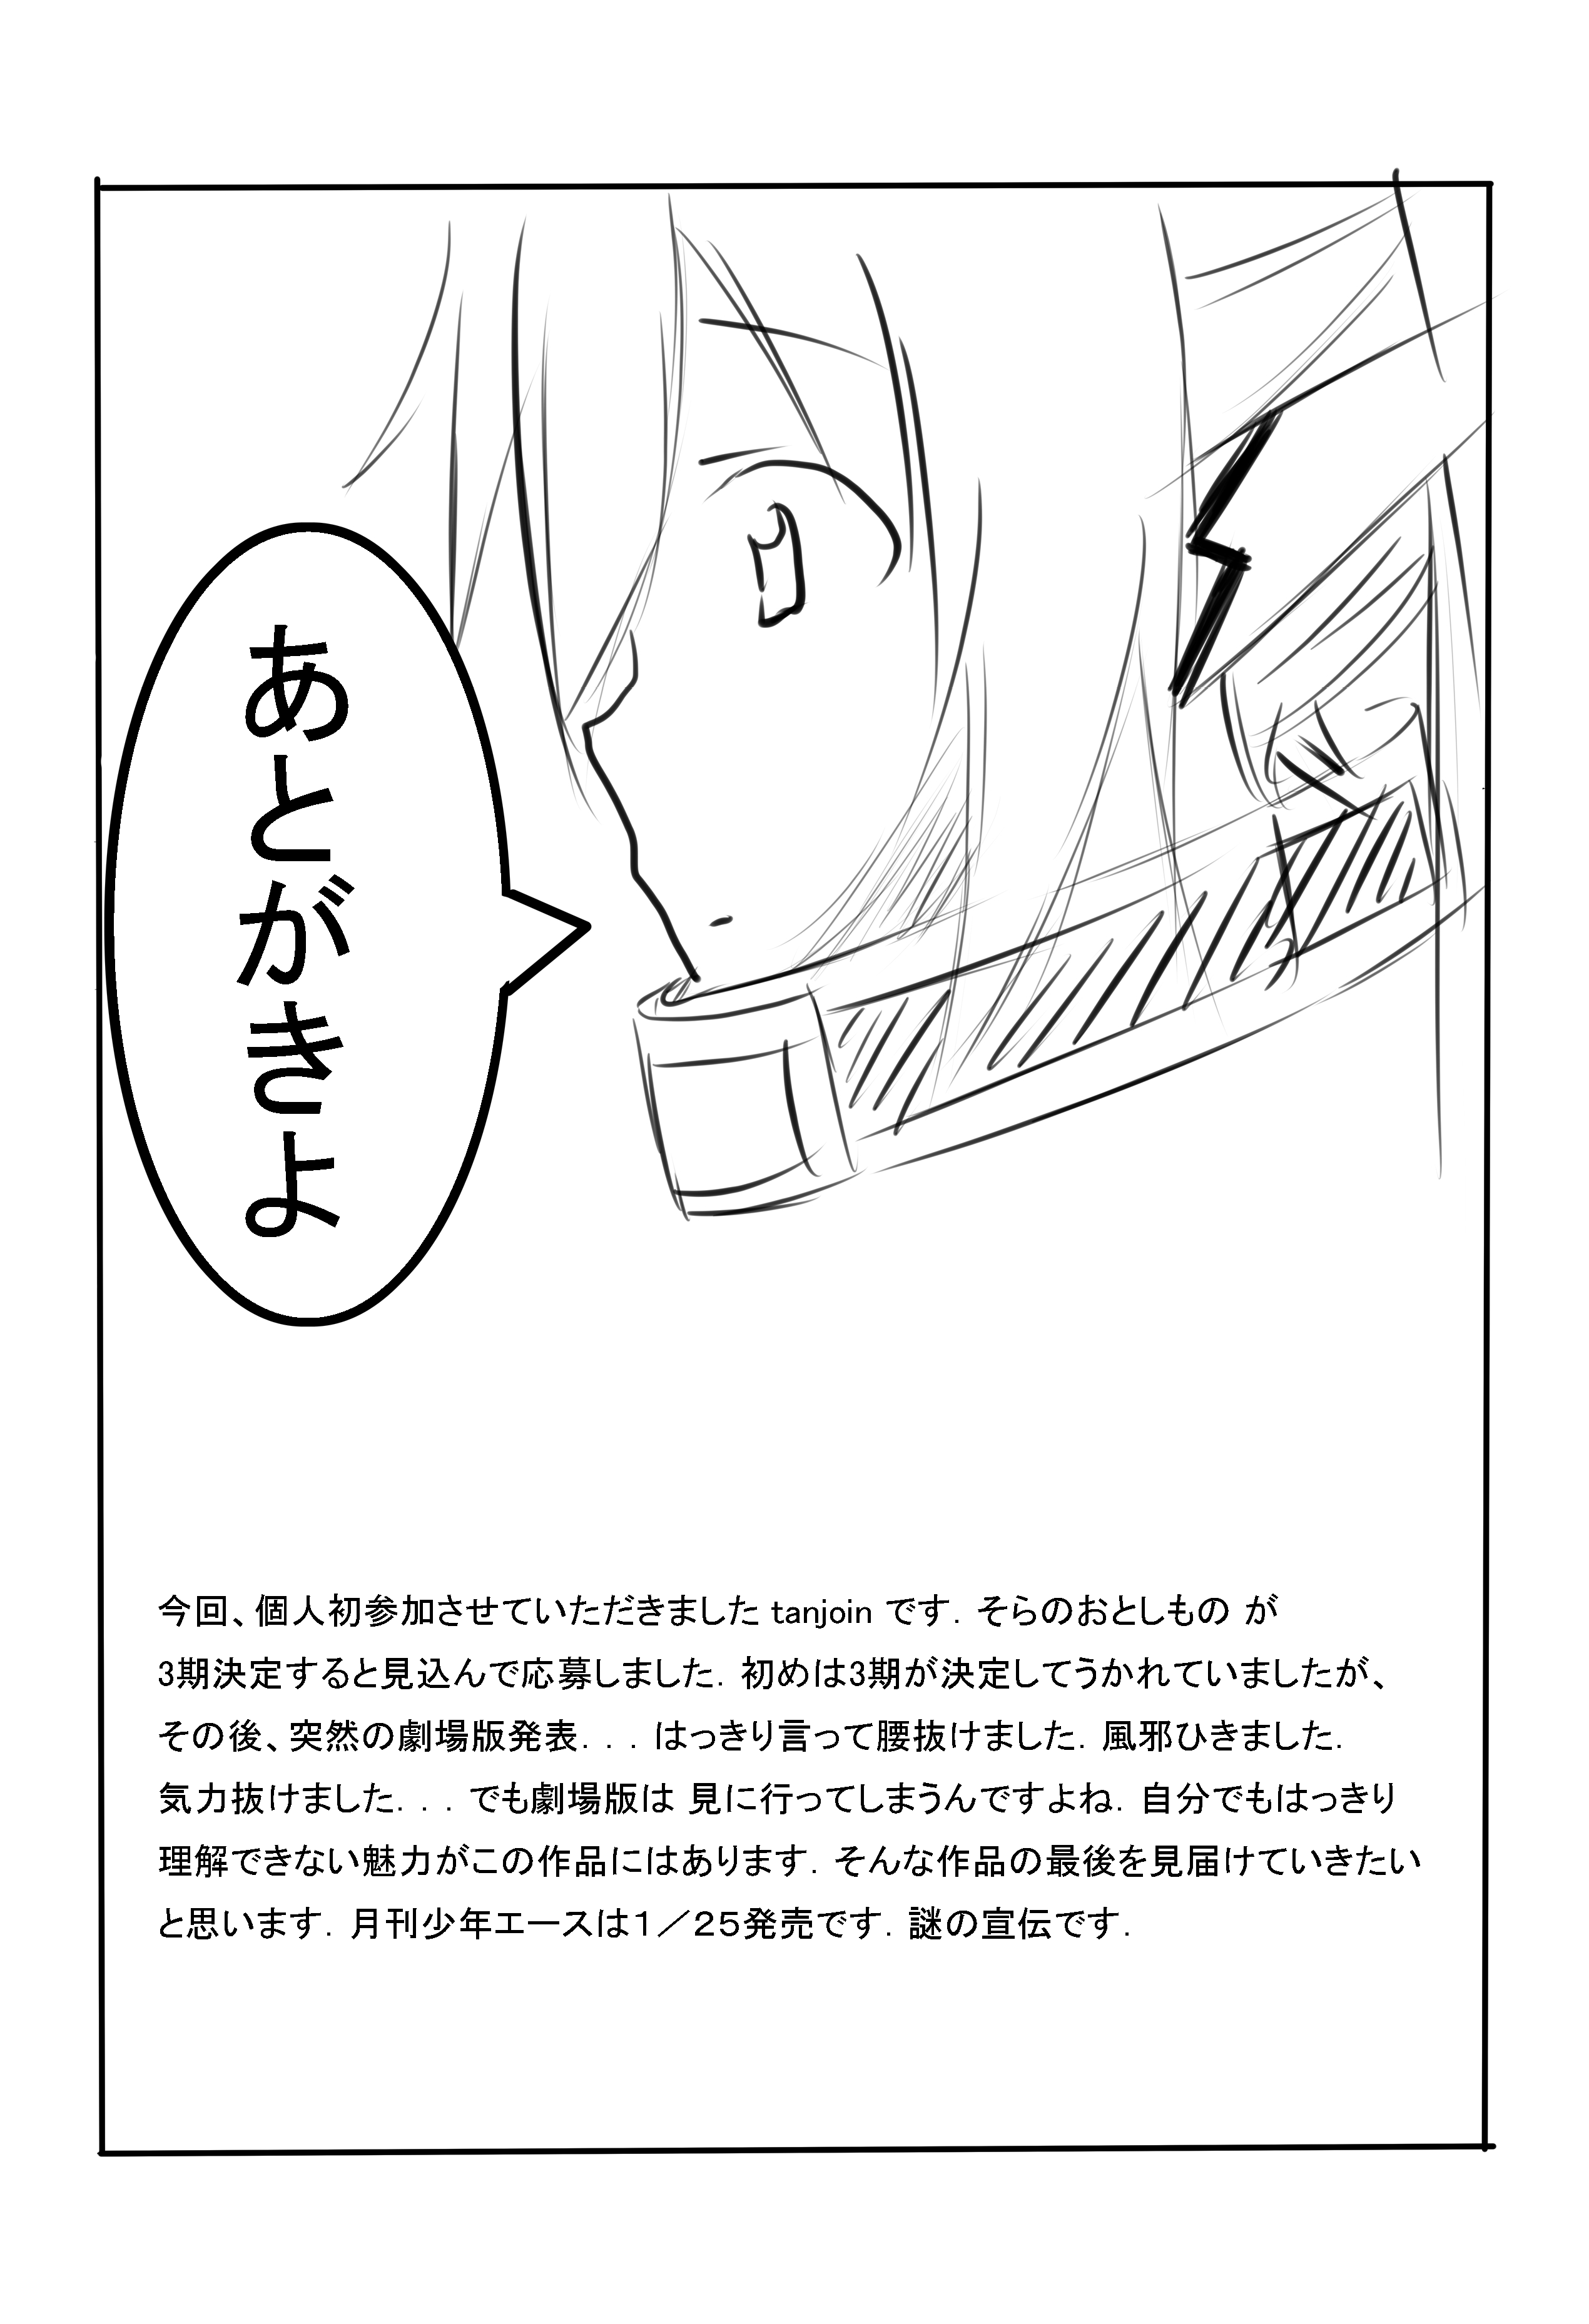 あとがきよ
今回、個人初参加させていただきました tanjoin です. そらのおとしもの が
3期決定すると見込んで応募しました. 初めは3期が決定してうかれていましたが、
その後、突然の劇場版発表. . . はっきり言って腰抜けました. 風邪ひきました.
気力抜けました. . . でも劇場版は 見に行ってしまうんですよね. 自分でもはっきり
理解できない魅力がこの作品にはあります. そんな作品の最後を見届けていきたい
と思います. 月刊少年エースは１／２５発売です. 謎の宣伝です.